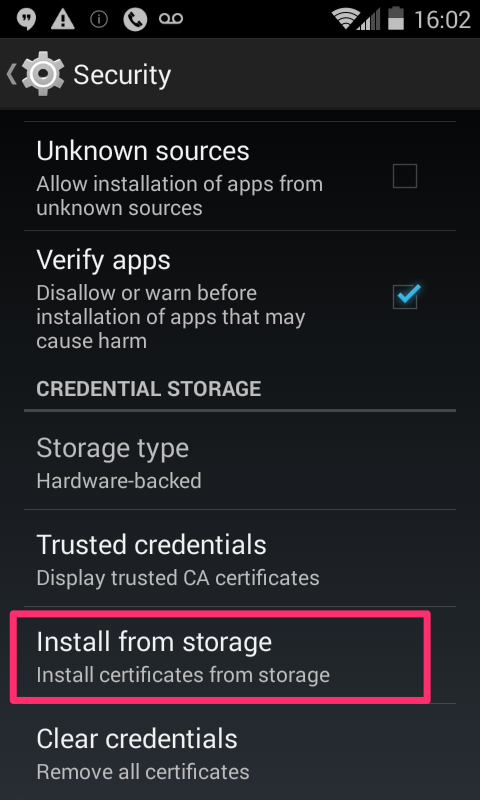 16:02
Security
Unknown sources
Allow installation of apps from
unknown sources
Verify apps
Disallow or warn before
installation of apps that may
cause harm
CREDENTIAL STORAGE
Storage type
Hardware-backed
Trusted credentials
Display trusted CA certificates
Install from storage
Install certificates from storage
Clear credentials
Remove all certificates